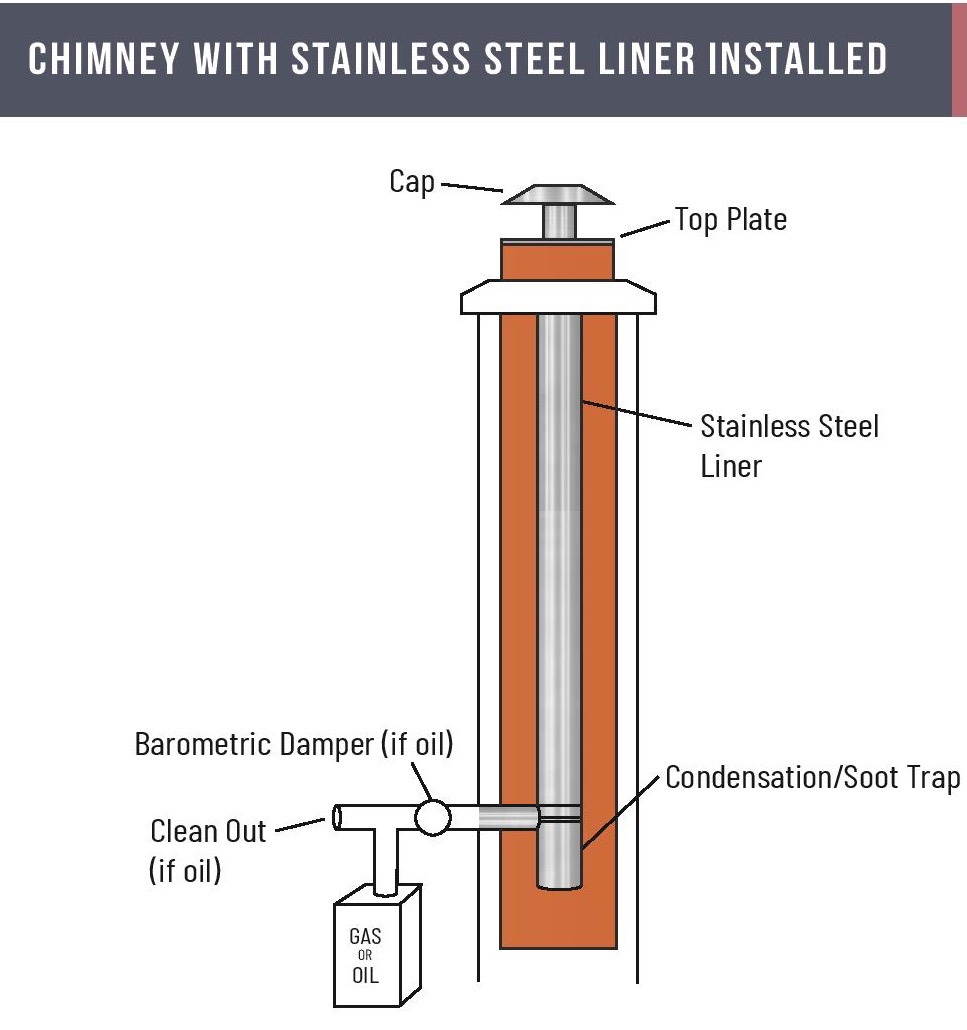 CHIMNEY WITH STAINLESS STEEL LINER INSTALLED
Cap
Top Plate
Stainless Steel
Liner
Barometric Damper (if oil)
Condensation/Soot Trap
Clean Out
(if oil)
GAS
OR
OIL